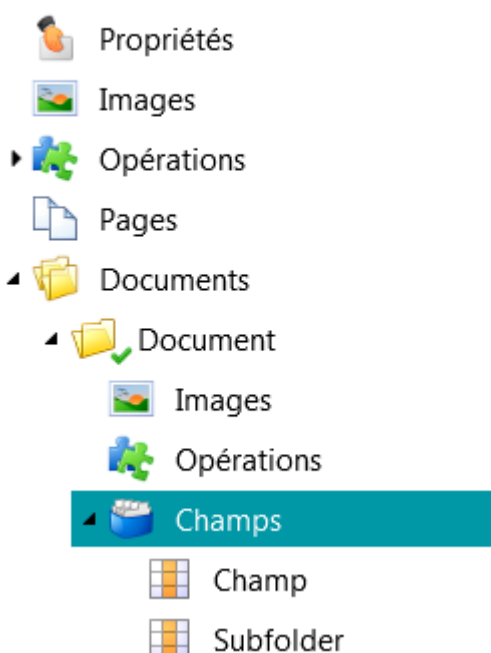 Propriétés
Images
Opérations
Pages
Documents
Document
Images
Opérations
Champs
Champ
Subfolder